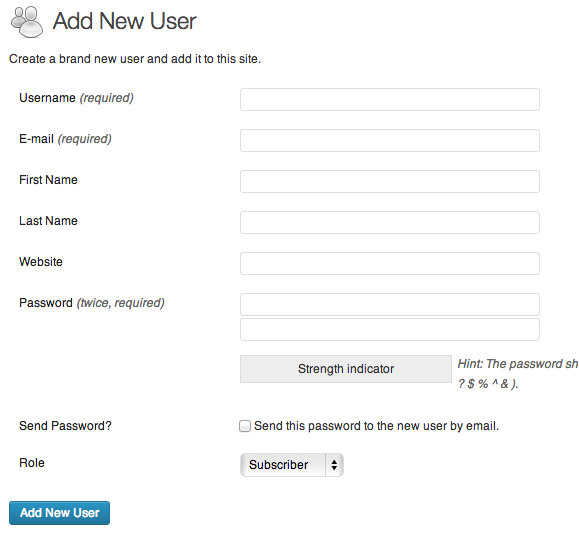 Add New User
Create a brand new user and add it to this site.
Username (required)
E-mail (required)
First Name
Last Name
Website
Password (twice, required)
Strength indicator
Hint: The password sh
? $ % ^ & ).
Send Password?
Send this password to the new user by email.
Role
Subscriber
Add New User